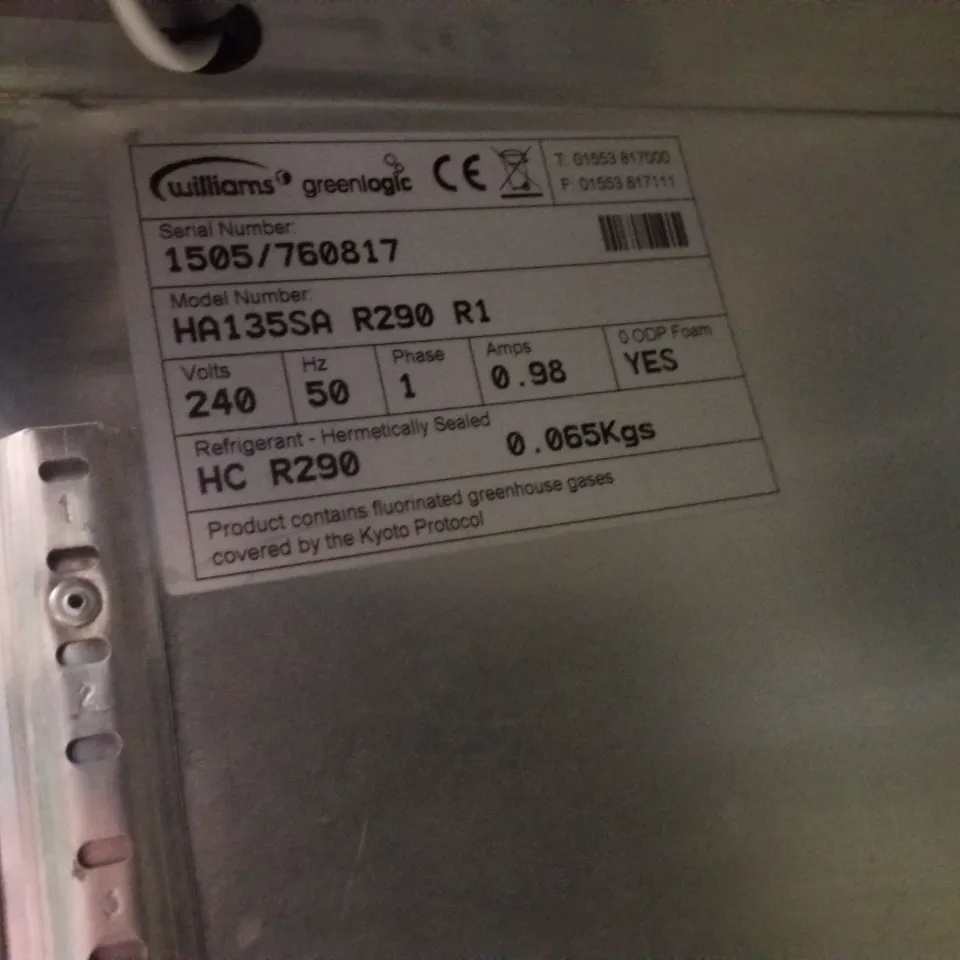 williams greenlogic CE T: 01553 817000
F: 01553 817111
Serial Number:
1505/760817
Model Number:
HA135SA R290 R1
Volts Hz Phase Amps 0 ODP Foam
240 50 1 0.98 YES
Refrigerant - Hermetically Sealed
HC R290 0.065Kgs
Product contains fluorinated greenhouse gases
covered by the Kyoto Protocol
1
2
3